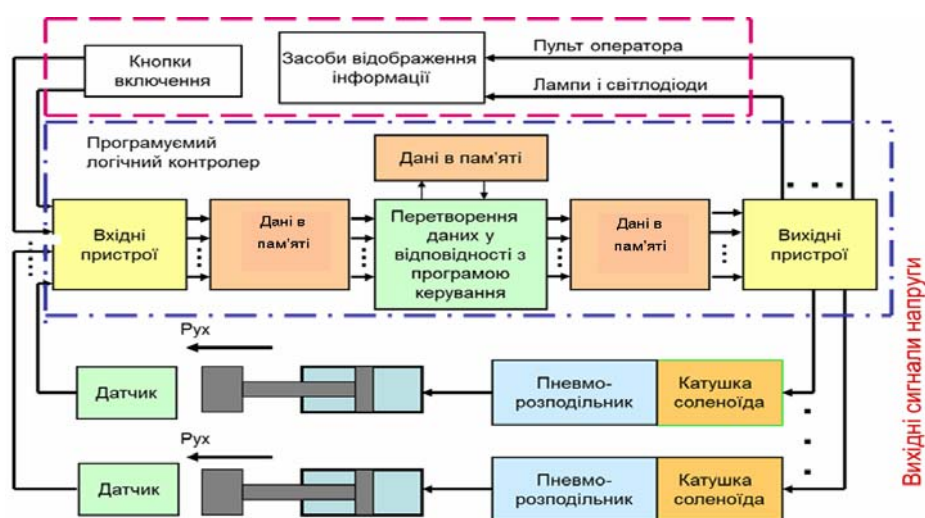 Кнопки
включення
Засоби відображення
інформації
Пульт оператора
Лампи і світлодіоди
Програмуємий
логічний контролер
Дані в пам'яті
Вхідні
пристрої
Дані в
пам'яті
Перетворення
даних у
відповідності з
програмою
керування
Дані в
пам'яті
Вихідні
пристрої
Рух
Датчик
Пневмо-
розподільник
Катушка
соленоїда
Рух
Датчик
Пневмо-
розподільник
Катушка
соленоїда
Вихідні сигнали напруги